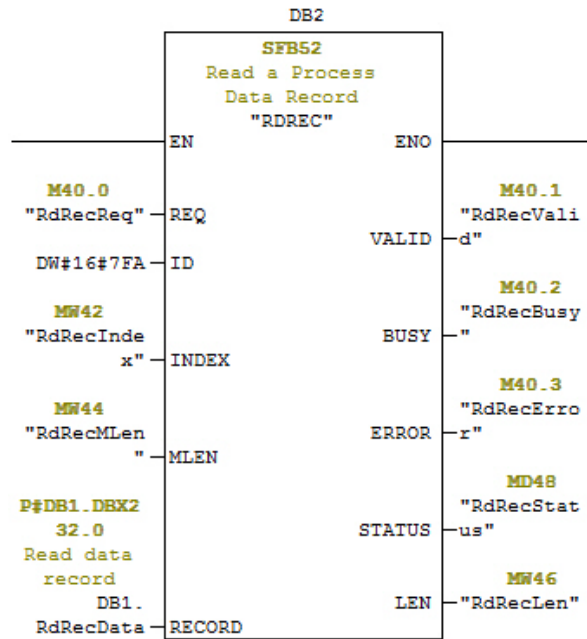 DB2
SFB52
Read a Process
Data Record
"RDREC"
EN ENO
M40.0
"RdRecReq" REQ
M40.1
"RdRecVali
VALID d"
DW#16#7FA ID
MW42
"RdRecInde
x" INDEX
M40.2
"RdRecBusy
BUSY "
MW44
"RdRecMLen
" MLEN
M40.3
"RdRecErro
ERROR r"
P#DB1.DBX2
32.0
Read data
record
DB1.
RdRecData RECORD
MD48
"RdRecStat
STATUS us"
MW46
LEN "RdRecLen"